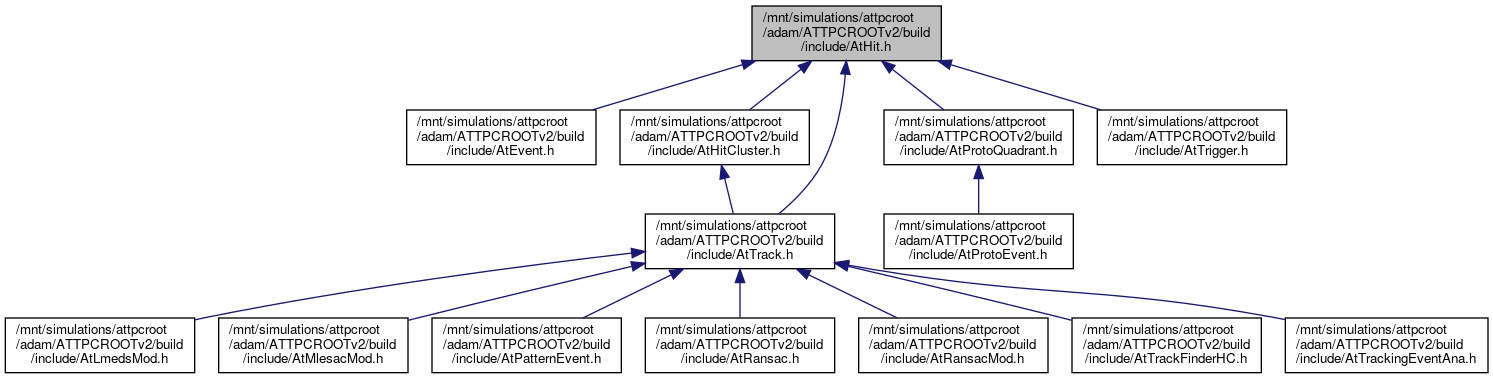 /mnt/simulations/attpcroot
/adam/ATTPCROOTv2/build
/include/AtHit.h
/mnt/simulations/attpcroot
/adam/ATTPCROOTv2/build
/include/AtEvent.h
/mnt/simulations/attpcroot
/adam/ATTPCROOTv2/build
/include/AtHitCluster.h
/mnt/simulations/attpcroot
/adam/ATTPCROOTv2/build
/include/AtProtoQuadrant.h
/mnt/simulations/attpcroot
/adam/ATTPCROOTv2/build
/include/AtTrigger.h
/mnt/simulations/attpcroot
/adam/ATTPCROOTv2/build
/include/AtTrack.h
/mnt/simulations/attpcroot
/adam/ATTPCROOTv2/build
/include/AtProtoEvent.h
/mnt/simulations/attpcroot
/adam/ATTPCROOTv2/build
/include/AtLmedsMod.h
/mnt/simulations/attpcroot
/adam/ATTPCROOTv2/build
/include/AtMlesacMod.h
/mnt/simulations/attpcroot
/adam/ATTPCROOTv2/build
/include/AtPatternEvent.h
/mnt/simulations/attpcroot
/adam/ATTPCROOTv2/build
/include/AtRansac.h
/mnt/simulations/attpcroot
/adam/ATTPCROOTv2/build
/include/AtRansacMod.h
/mnt/simulations/attpcroot
/adam/ATTPCROOTv2/build
/include/AtTrackFinderHC.h
/mnt/simulations/attpcroot
/adam/ATTPCROOTv2/build
/include/AtTrackingEventAna.h